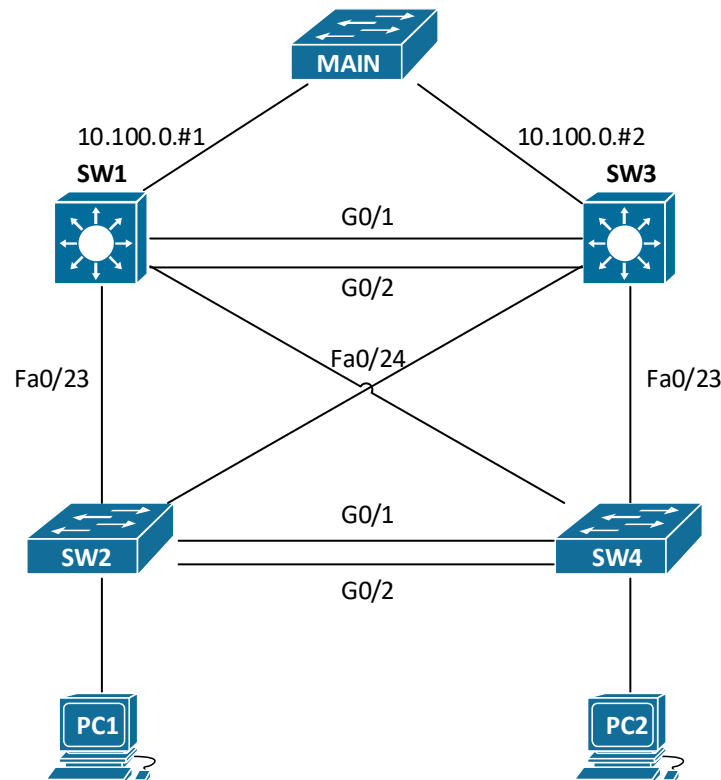 MAIN
10.100.0.#1
10.100.0.#2
SW1
SW3
G0/1
G0/2
Fa0/24
Fa0/23
Fa0/23
G0/1
SW2
SW4
G0/2
PC1
PC2